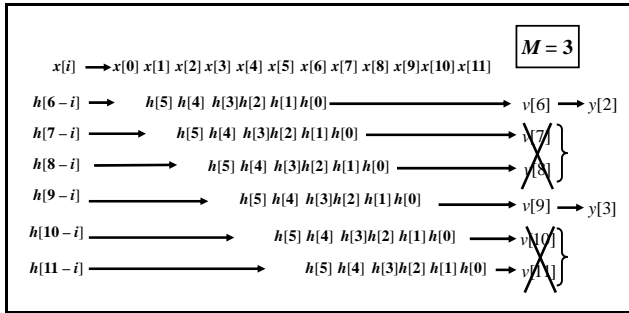 M = 3
x[i] x[0] x[1] x[2] x[3] x[4] x[5] x[6] x[7] x[8] x[9] x[10] x[11]
h[6 – i] h[5] h[4] h[3]h[2] h[1] h[0] v[6] y[2]
h[7 – i] h[5] h[4] h[3]h[2] h[1] h[0] v[7]
h[8 – i] h[5] h[4] h[3]h[2] h[1] h[0] v[8]
h[9 – i] h[5] h[4] h[3]h[2] h[1] h[0] v[9] y[3]
h[10 – i] h[5] h[4] h[3]h[2] h[1] h[0] v[10]
h[11 – i] h[5] h[4] h[3]h[2] h[1] h[0] v[11]